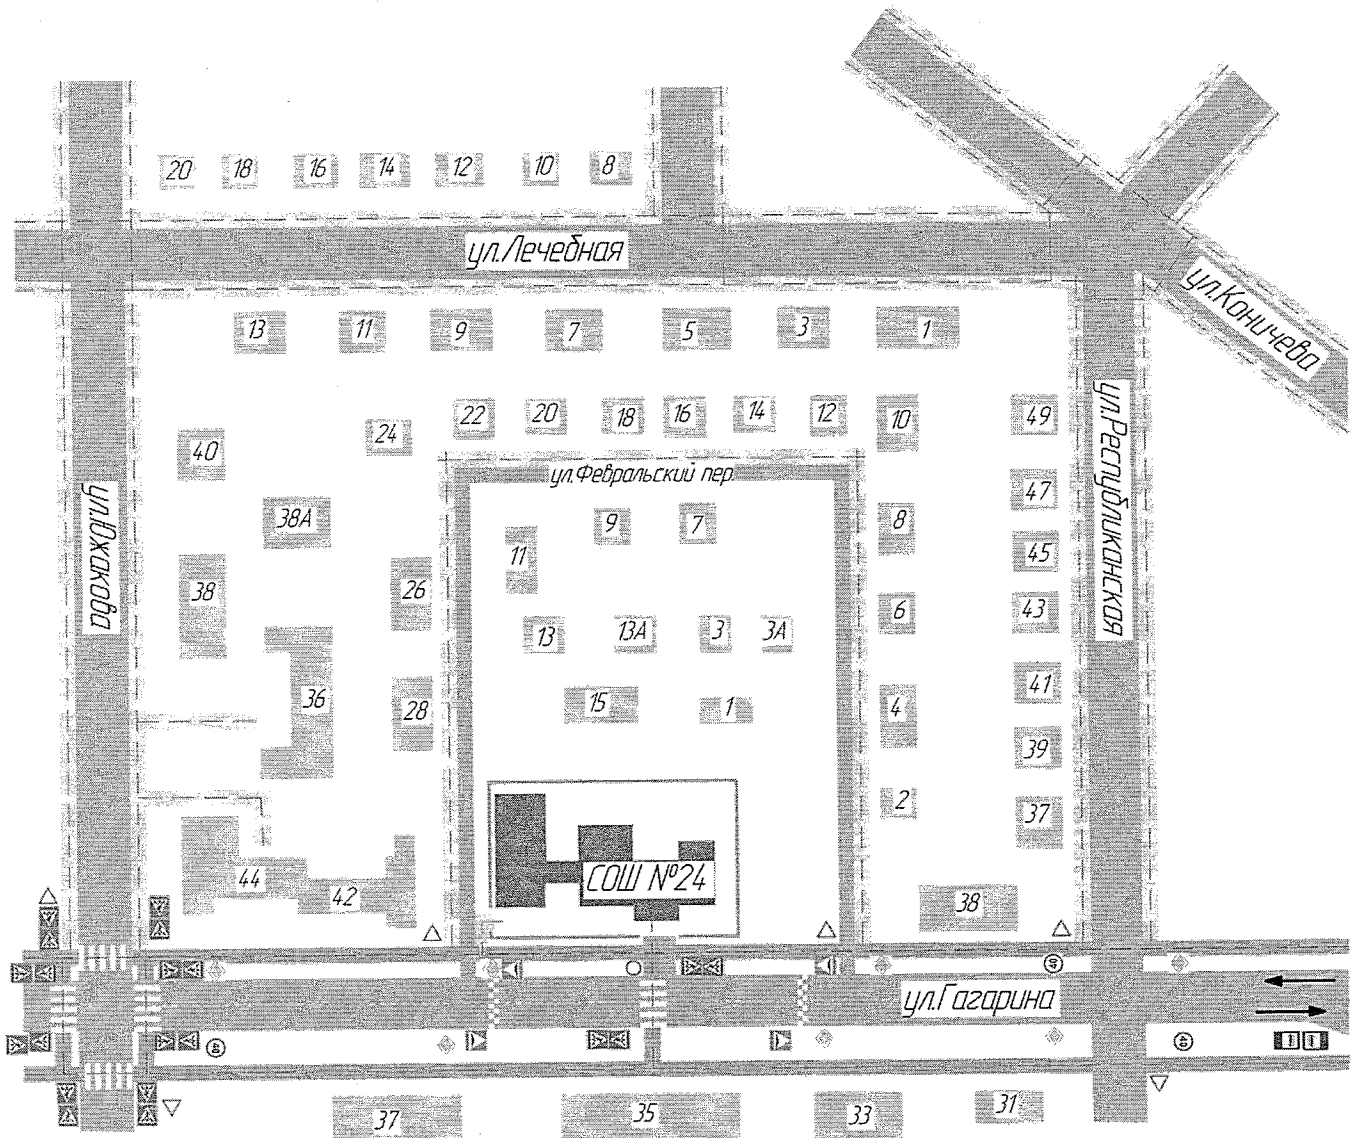 20 18 16 14 12 10 8
ул.Лечебная
ул.Коничева
13 11 9 7 5 3 1
22 20 18 16 14 12 10 49
24
40
ул.Февральский пер.
ул.Республиканская
ул.Южакова
47
38А 9 7 8
11 45
38 26 6 43
13 13А 3 3А
36 28 15 1 4 41
39
2 37
44 42 СОШ №24 38
ул.Гагарина
37 35 33 31